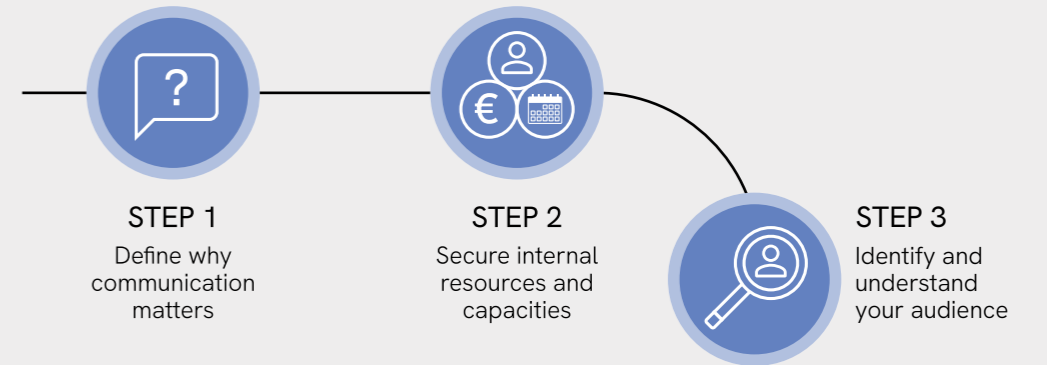 ?
€
STEP 1
Define why
communication
matters
STEP 2
Secure internal
resources and
capacities
STEP 3
Identify and
understand
your audience